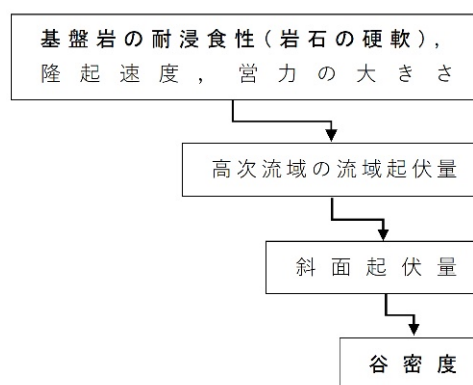 基盤岩の耐浸食性(岩石の硬軟),
隆起速度,営力の大きさ
高次流域の流域起伏量
斜面起伏量
谷密度